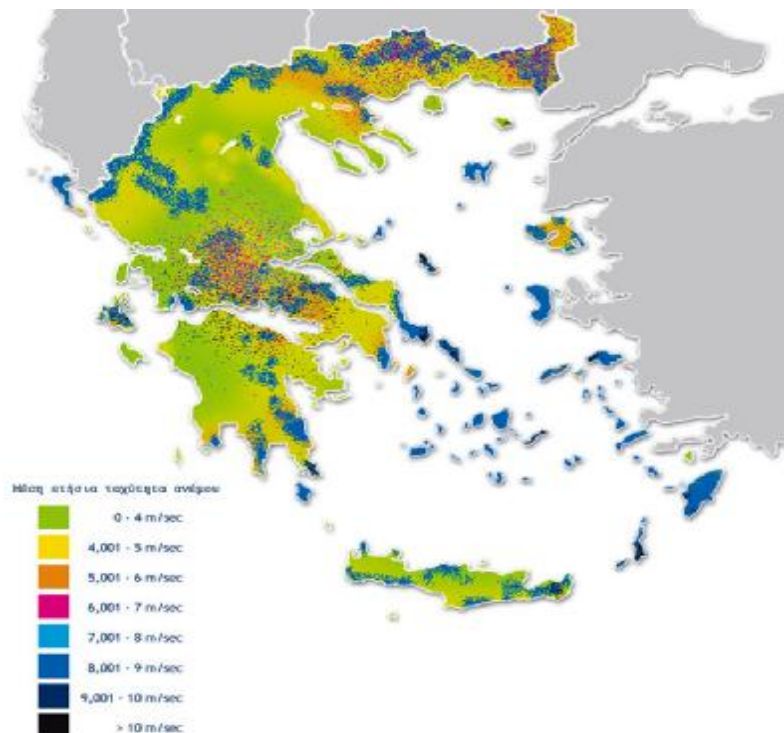 Μέση ετήσια ταχύτητα ανέμου
0 - 4 m/sec
4,001 - 5 m/sec
5,001 - 6 m/sec
6,001 - 7 m/sec
7,001 - 8 m/sec
8,001 - 9 m/sec
9,001 - 10 m/sec
> 10 m/sec